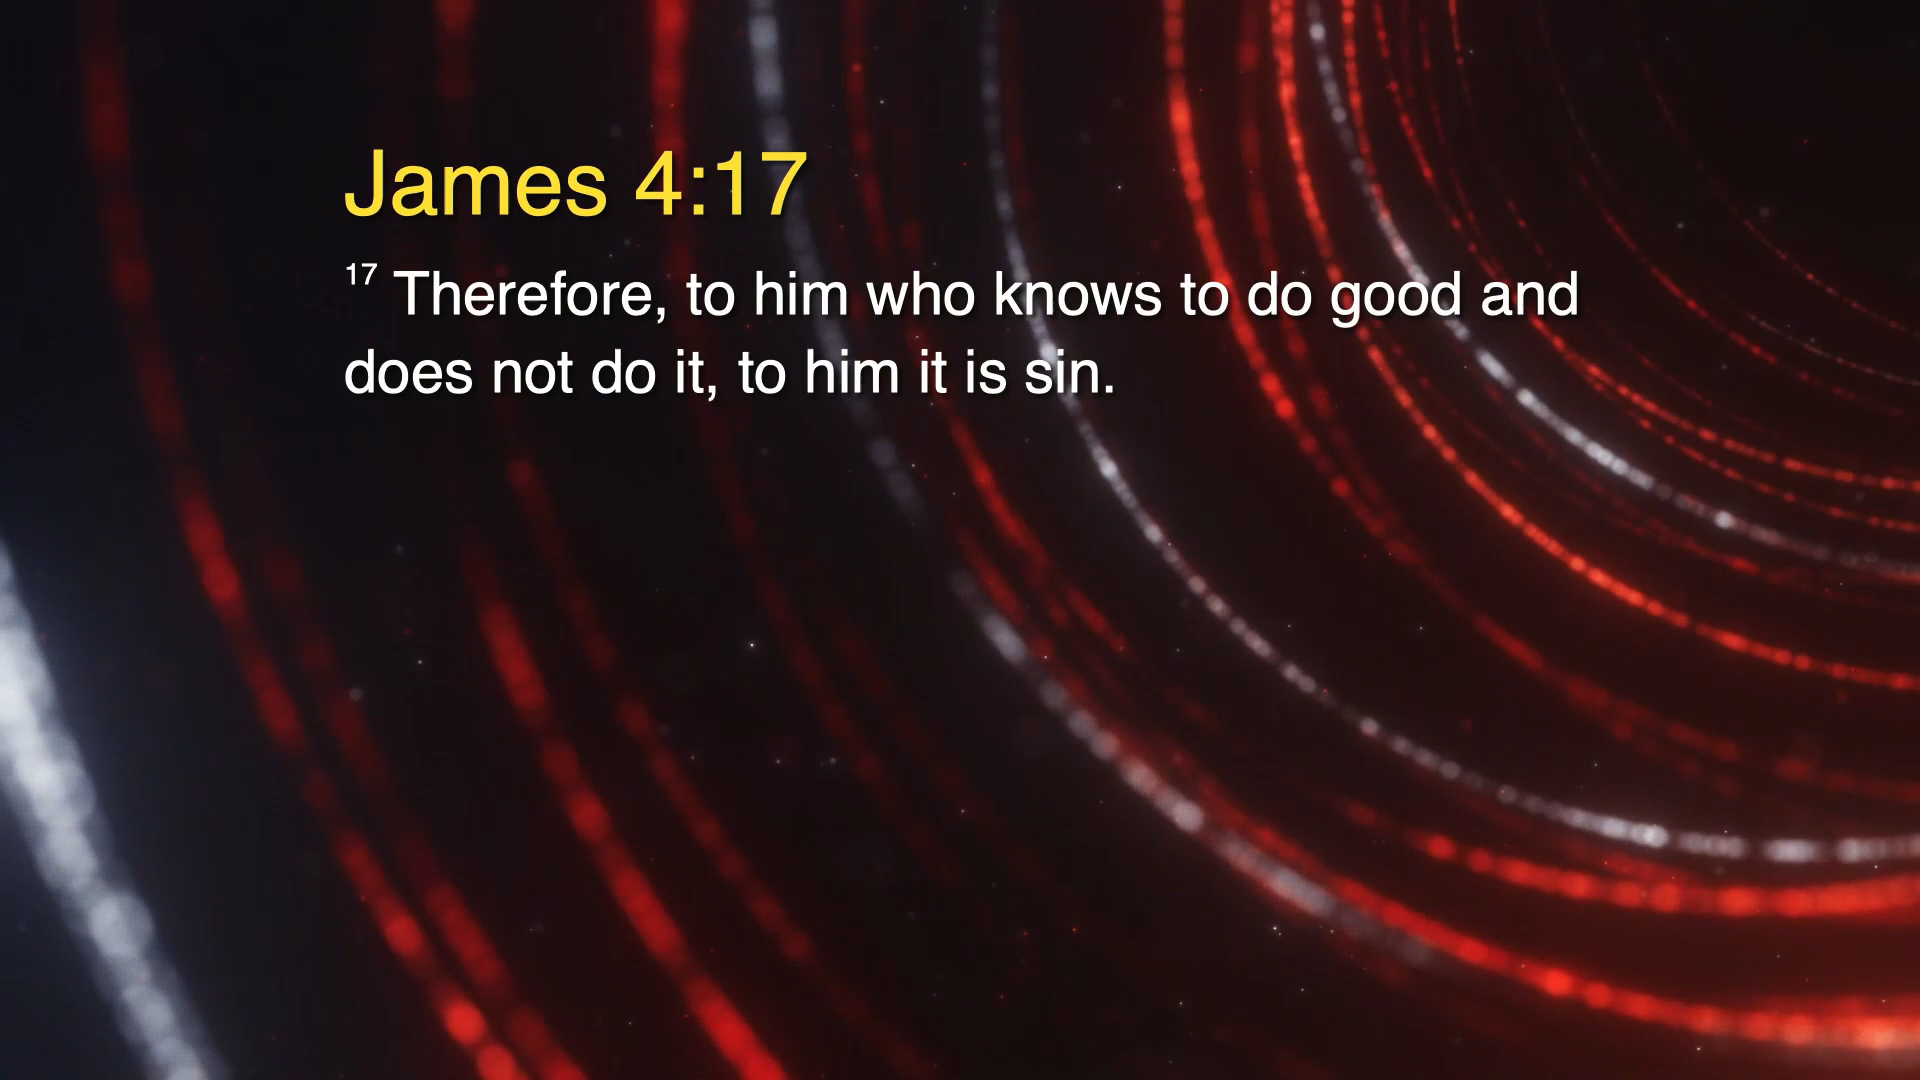 James 4:17
17 Therefore, to him who knows to do good and
does not do it, to him it is sin.